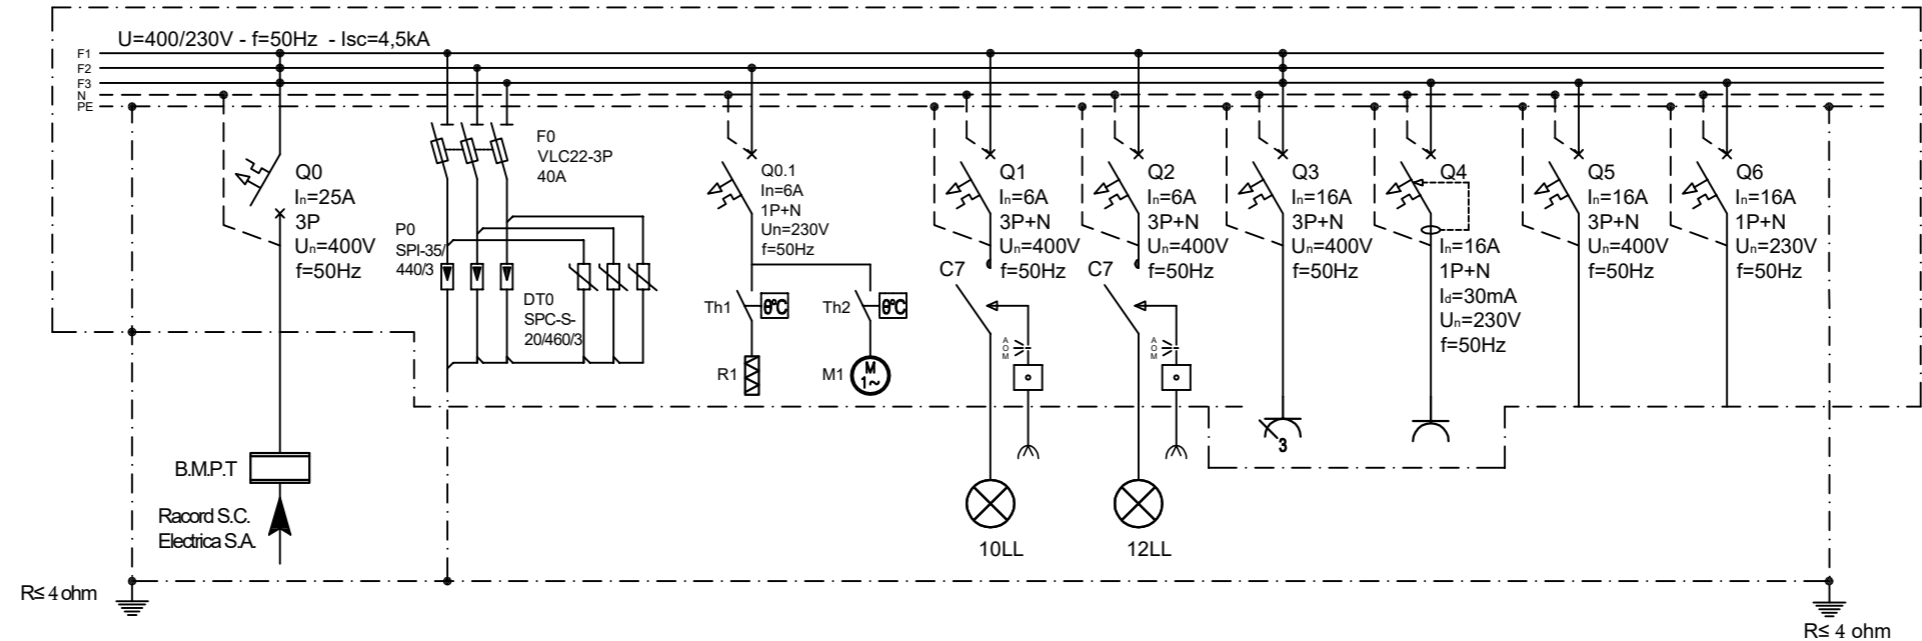 U=400/230V - f=50Hz - Isc=4,5kA
F1
F2
F3
N
PE
Q0
In=25A
3P
Un=400V
f=50Hz
F0
VLC22-3P
40A
P0
SPI-35/
440/3
DT0
SPC-S-
20/460/3
Q0.1
In=6A
1P+N
Un=230V
f=50Hz
Th1
θ°C
Th2
θ°C
R1
M1
M
1~
Q1
In=6A
3P+N
Un=400V
f=50Hz
C7
A
O
M
10LL
Q2
In=6A
3P+N
Un=400V
f=50Hz
C7
A
O
M
12LL
Q3
In=16A
3P+N
Un=400V
f=50Hz
3
Q4
In=16A
1P+N
Id=30mA
Un=230V
f=50Hz
Q5
In=16A
3P+N
Un=400V
f=50Hz
Q6
In=16A
1P+N
Un=230V
f=50Hz
B.M.P.T
Racord S.C.
Electrica S.A.
R≤ 4 ohm
R≤ 4 ohm